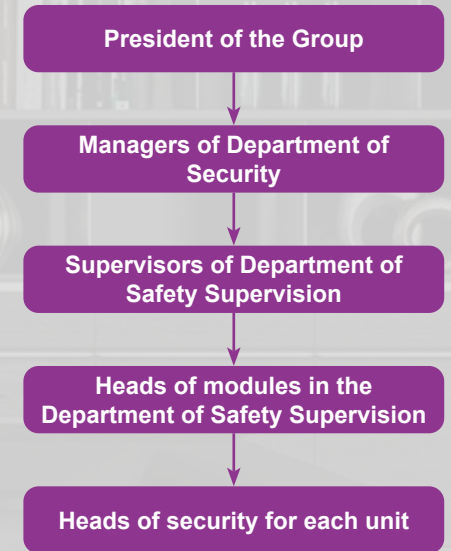 President of the Group
Managers of Department of
Security
Supervisors of Department of
Safety Supervision
Heads of modules in the
Department of Safety Supervision
Heads of security for each unit